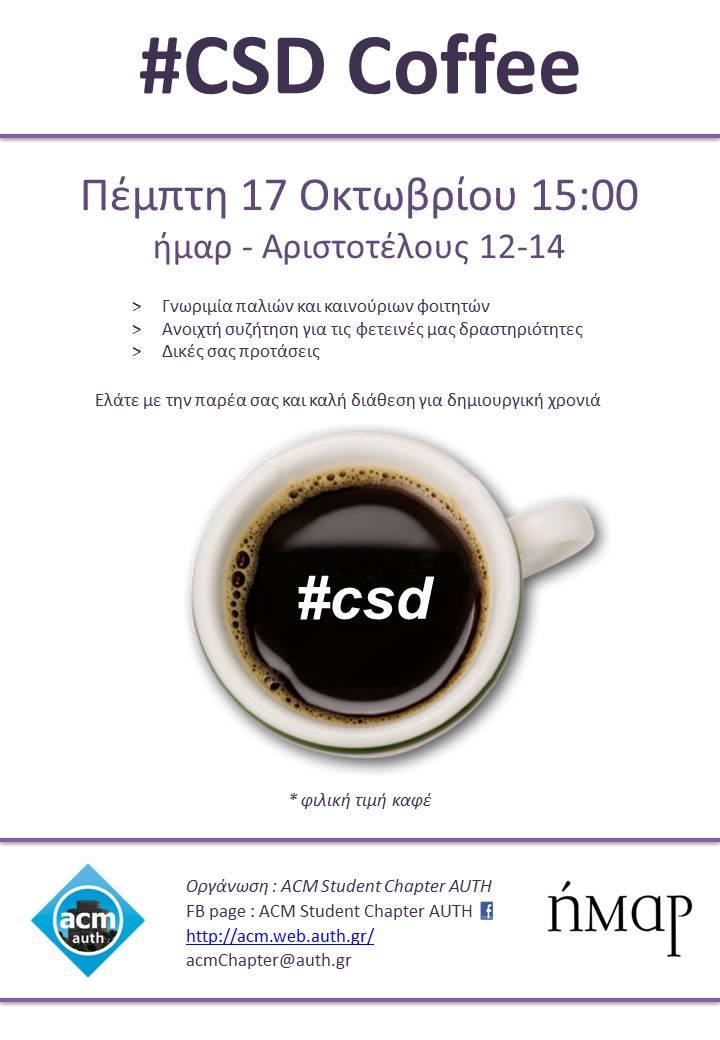 #CSD Coffee
Πέμπτη 17 Οκτωβρίου 15:00
ήμαρ - Αριστοτέλους 12-14
> Γνωριμία παλιών και καινούριων φοιτητών
> Ανοιχτή συζήτηση για τις φετεινές μας δραστηριότητες
> Δικές σας προτάσεις
Ελάτε με την παρέα σας και καλή διάθεση για δημιουργική χρονιά
#csd
* φιλική τιμή καφέ
Οργάνωση : ACM Student Chapter AUTH
FB page : ACM Student Chapter AUTH f
http://acm.web.auth.gr/
acmChapter@auth.gr
acm
auth
ήμαρ